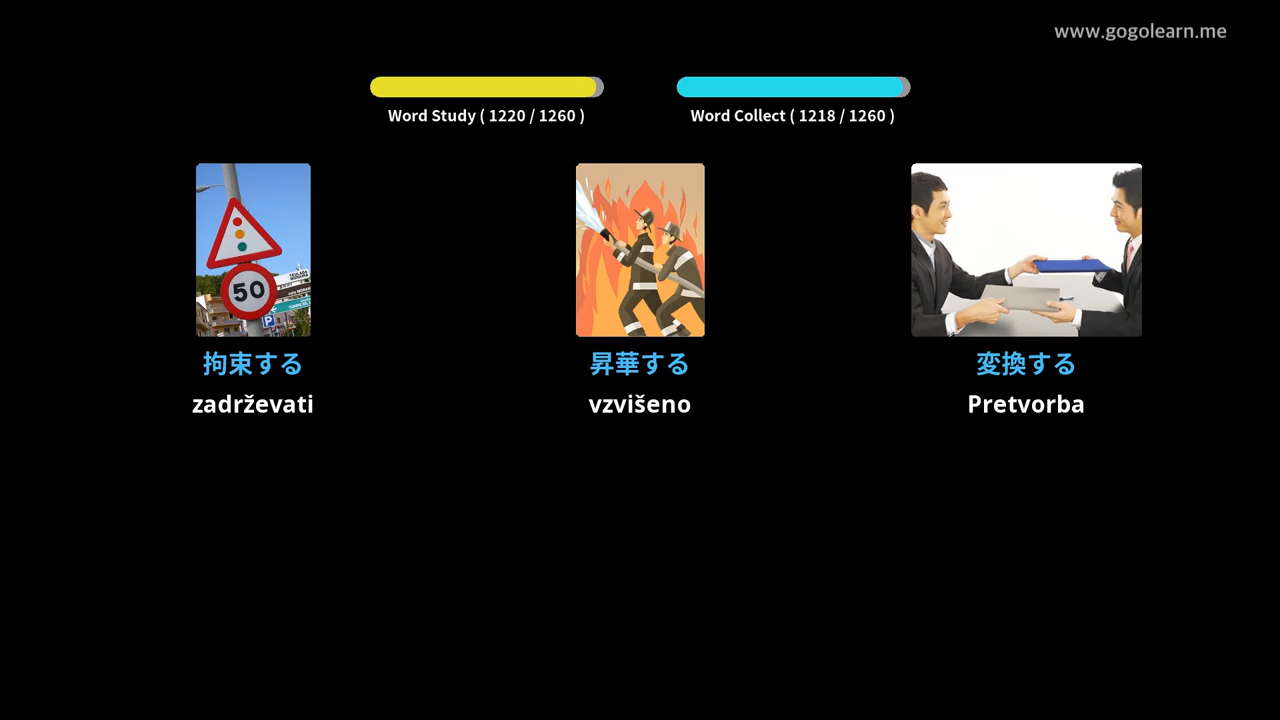 www.gogolearn.me
Word Study ( 1220 / 1260 )
Word Collect ( 1218 / 1260 )
50
P
拘束する
昇華する
変換する
zadrževati
vzvišeno
Pretvorba